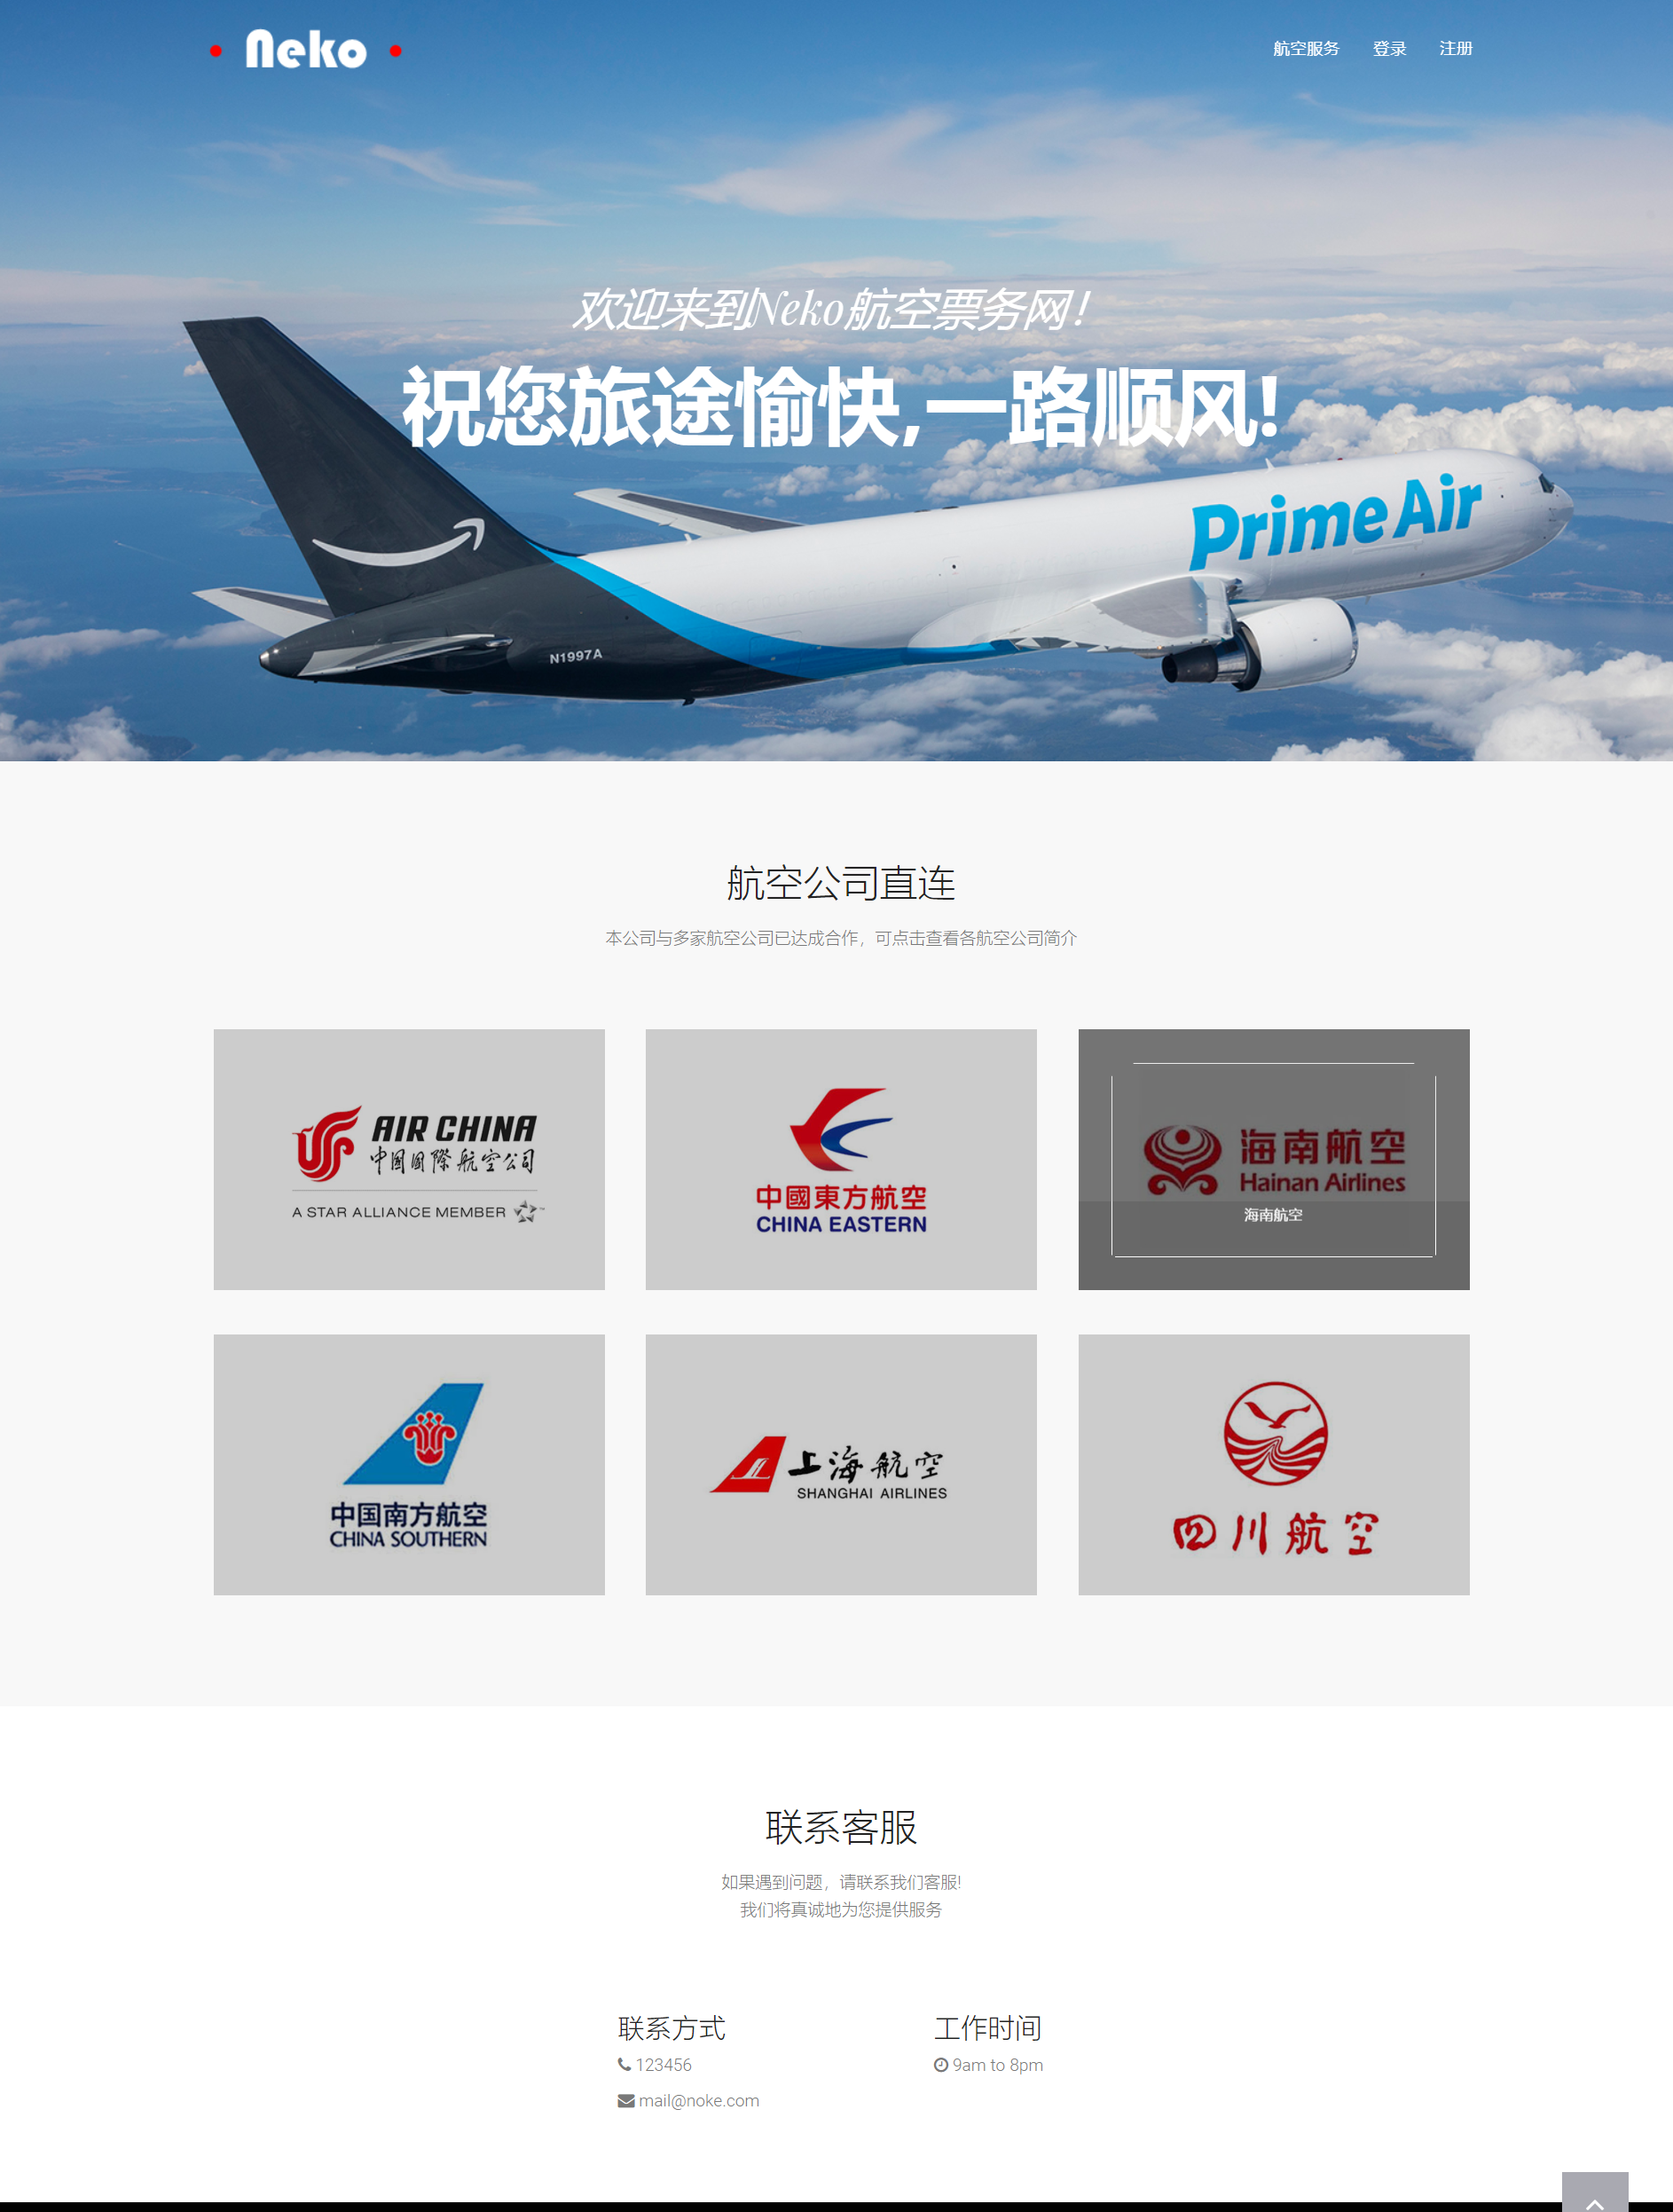 Neko
航空服务 登录 注册
欢迎来到Neko航空票务网!
祝您旅途愉快,一路顺风!
Prime Air
N1997A
航空公司直连
本公司与多家航空公司已达成合作，可点击查看各航空公司简介
AIR CHINA
中國國際航空公司
A STAR ALLIANCE MEMBER
中國東方航空
CHINA EASTERN
海南航空
Hainan Airlines
海南航空
中国南方航空
CHINA SOUTHERN
上海航空
SHANGHAI AIRLINES
四川航空
联系客服
如果遇到问题，请联系我们客服!
我们将真诚地为您提供服务
联系方式
123456
mail@noke.com
工作时间
9am to 8pm